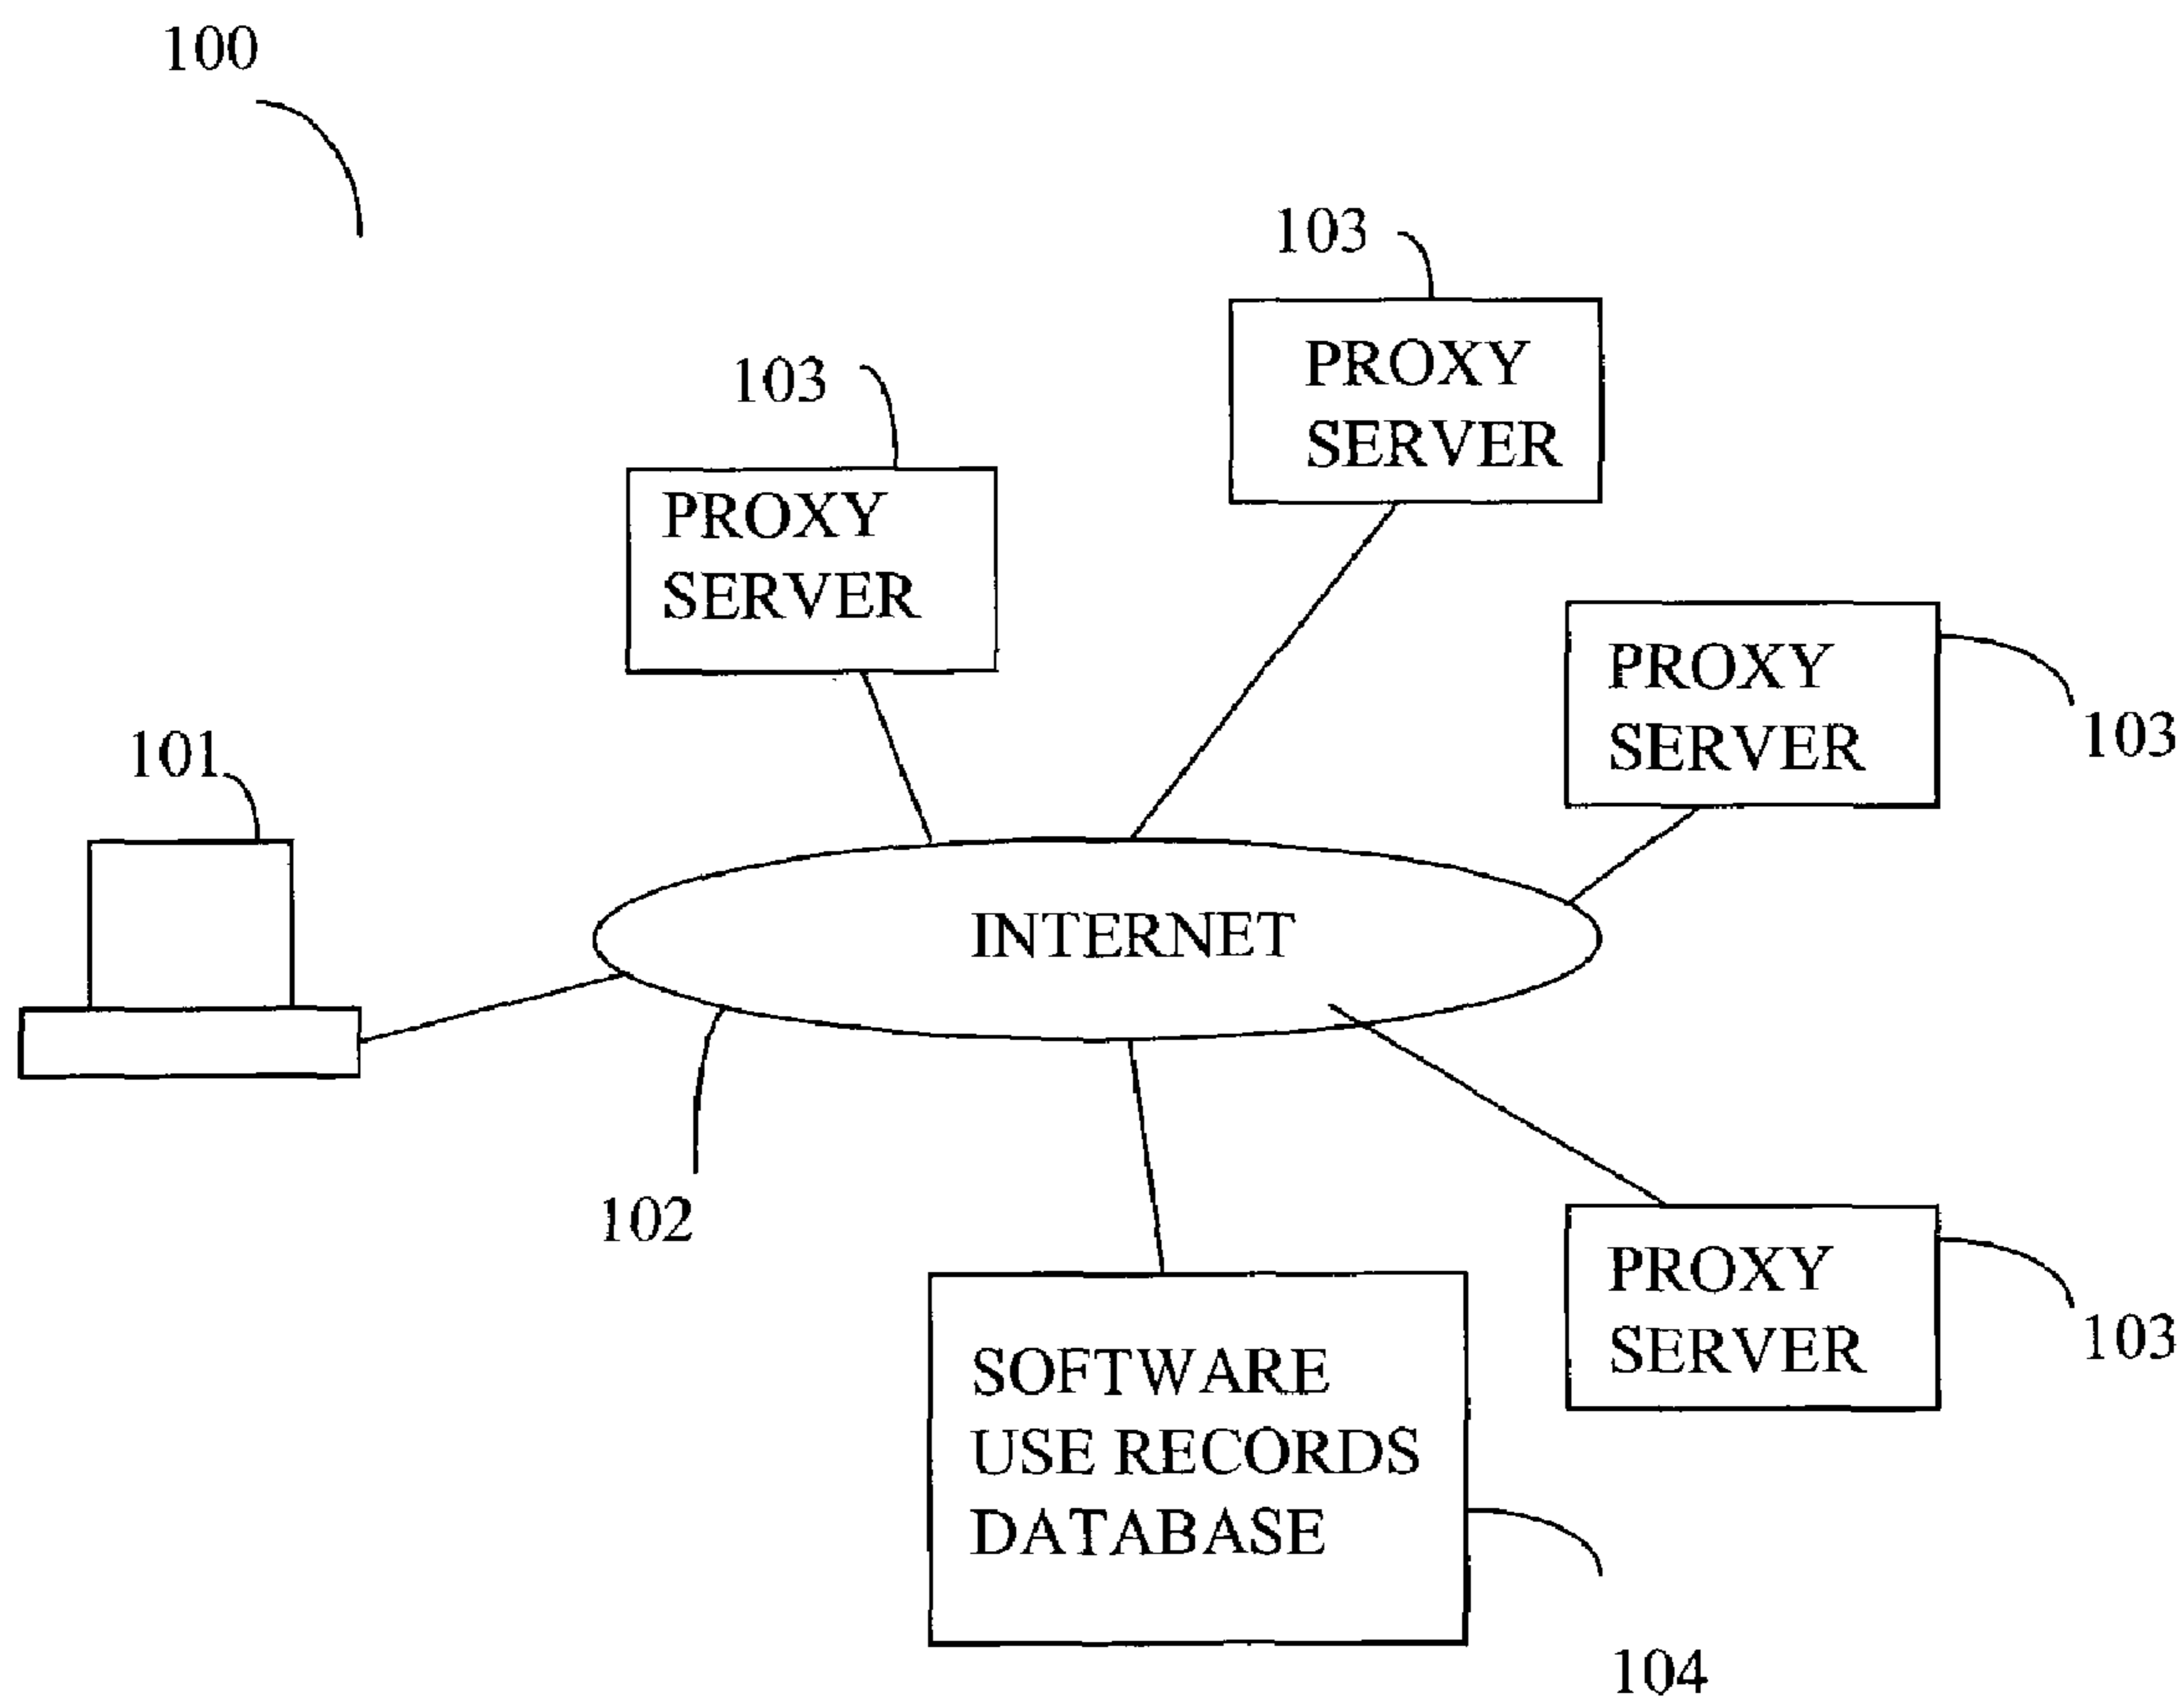 100
103
PROXY
SERVER
103
PROXY
SERVER
PROXY
SERVER
103
101
INTERNET
102
PROXY
SERVER
103
SOFTWARE
USE RECORDS
DATABASE
104